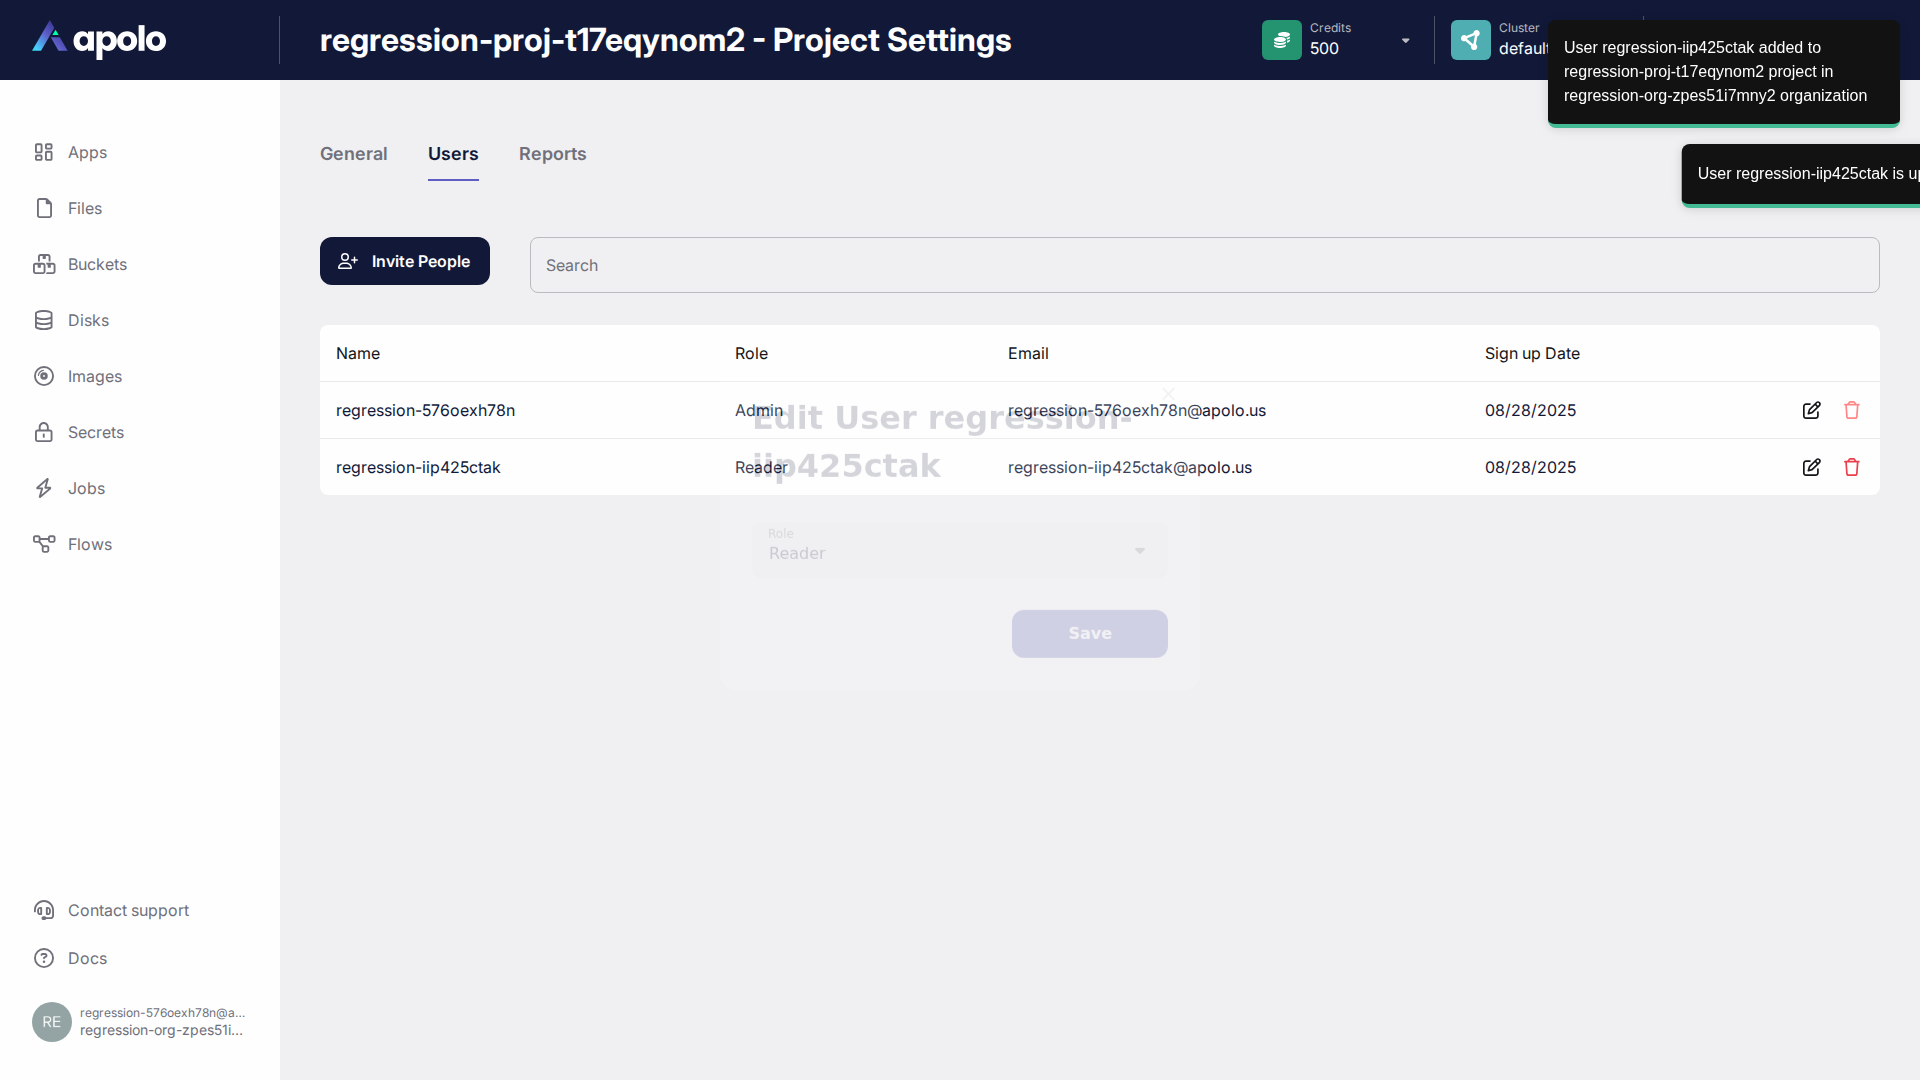 apolo
regression-proj-t17eqynom2 - Project Settings
Credits
500
Cluster
default
User regression-iip425ctak added to
regression-proj-t17eqynom2 project in
regression-org-zpes51i7mny2 organization
User regression-iip425ctak is
Apps
Files
Buckets
Disks
Images
Secrets
Jobs
Flows
General
Users
Reports
Invite People
Search
Name Role Email Sign up Date
regression-576oexh78n Admin regression-576oexh78n@apolo.us 08/28/2025
regression-iip425ctak Reader regression-iip425ctak@apolo.us 08/28/2025
Edit User regression-
iip425ctak
Role
Reader
Save
Contact support
Docs
RE
regression-576oexh78n@a...
regression-org-zpes51i...